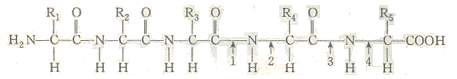 R₁ O R₂ O R₃ O R₄ O R₅
H₂N C C N C C N C C N C C N C COOH
H H H H H H 1 H 2 H 3 H 4 H